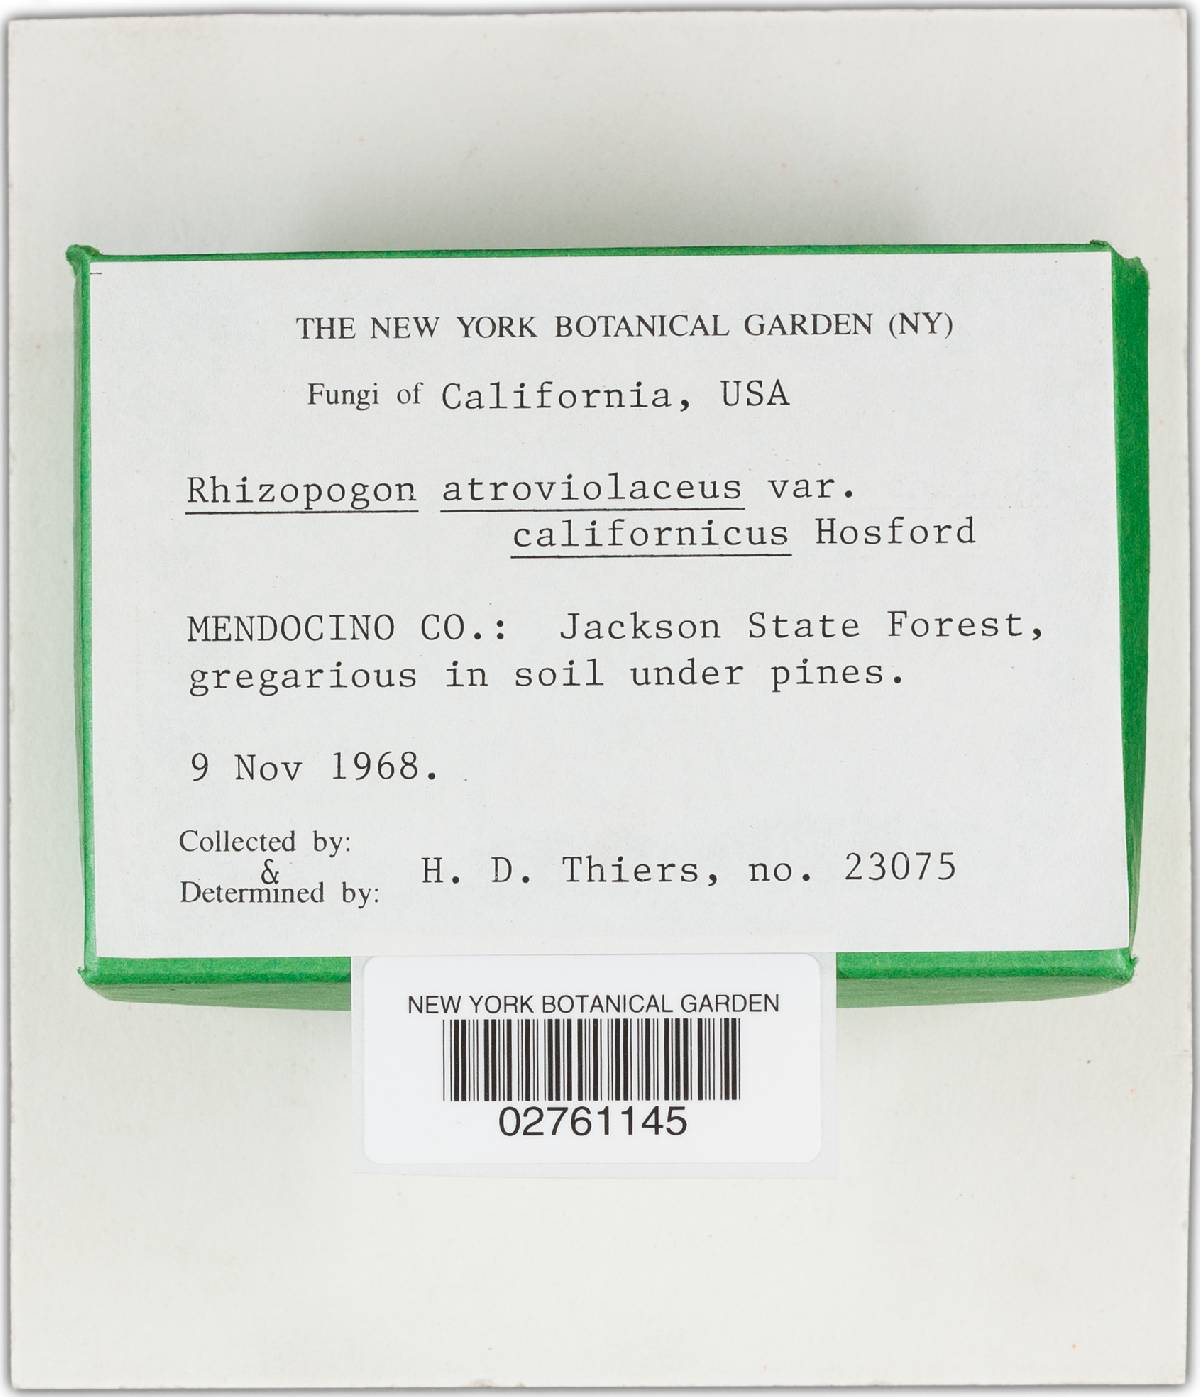 THE NEW YORK BOTANICAL GARDEN (NY)
Fungi of California, USA
Rhizopogon atroviolaceus var.
californicus Hosford
MENDOCINO CO.: Jackson State Forest,
gregarious in soil under pines.
9 Nov 1968.
Collected by:
&
Determined by: H. D. Thiers, no. 23075
NEW YORK BOTANICAL GARDEN
02761145